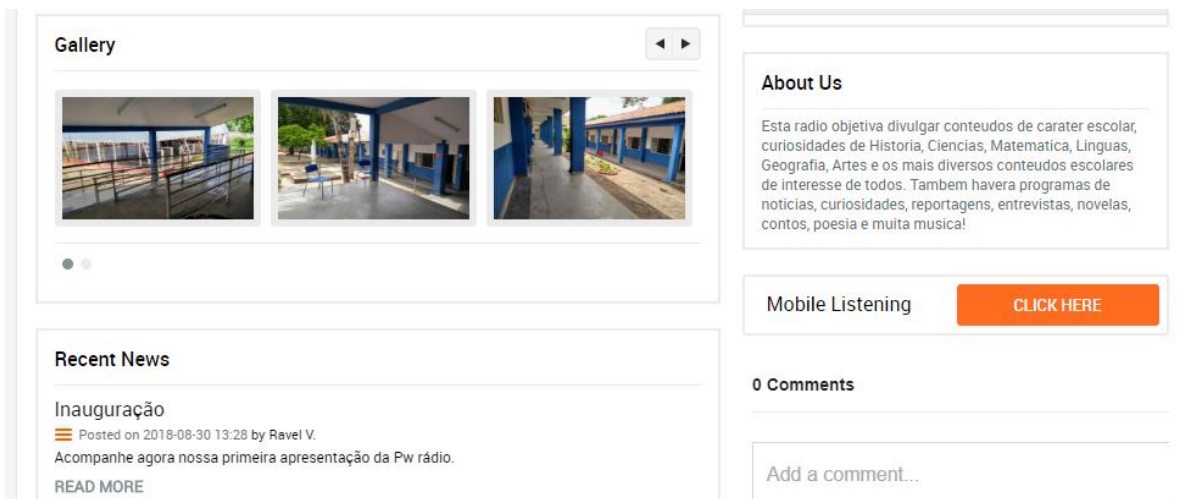 Gallery
Recent News
Inauguração
Posted on 2018-08-30 13:28 by Ravel V.
Acompanhe agora nossa primeira apresentação da Pw rádio.
READ MORE
About Us
Esta radio objetiva divulgar conteudos de carater escolar,
curiosidades de Historia, Ciencias, Matematica, Linguas,
Geografia, Artes e os mais diversos conteudos escolares
de interesse de todos. Tambem havera programas de
noticias, curiosidades, reportagens, entrevistas, novelas,
contos, poesia e muita musica!
Mobile Listening CLICK HERE
0 Comments
Add a comment...